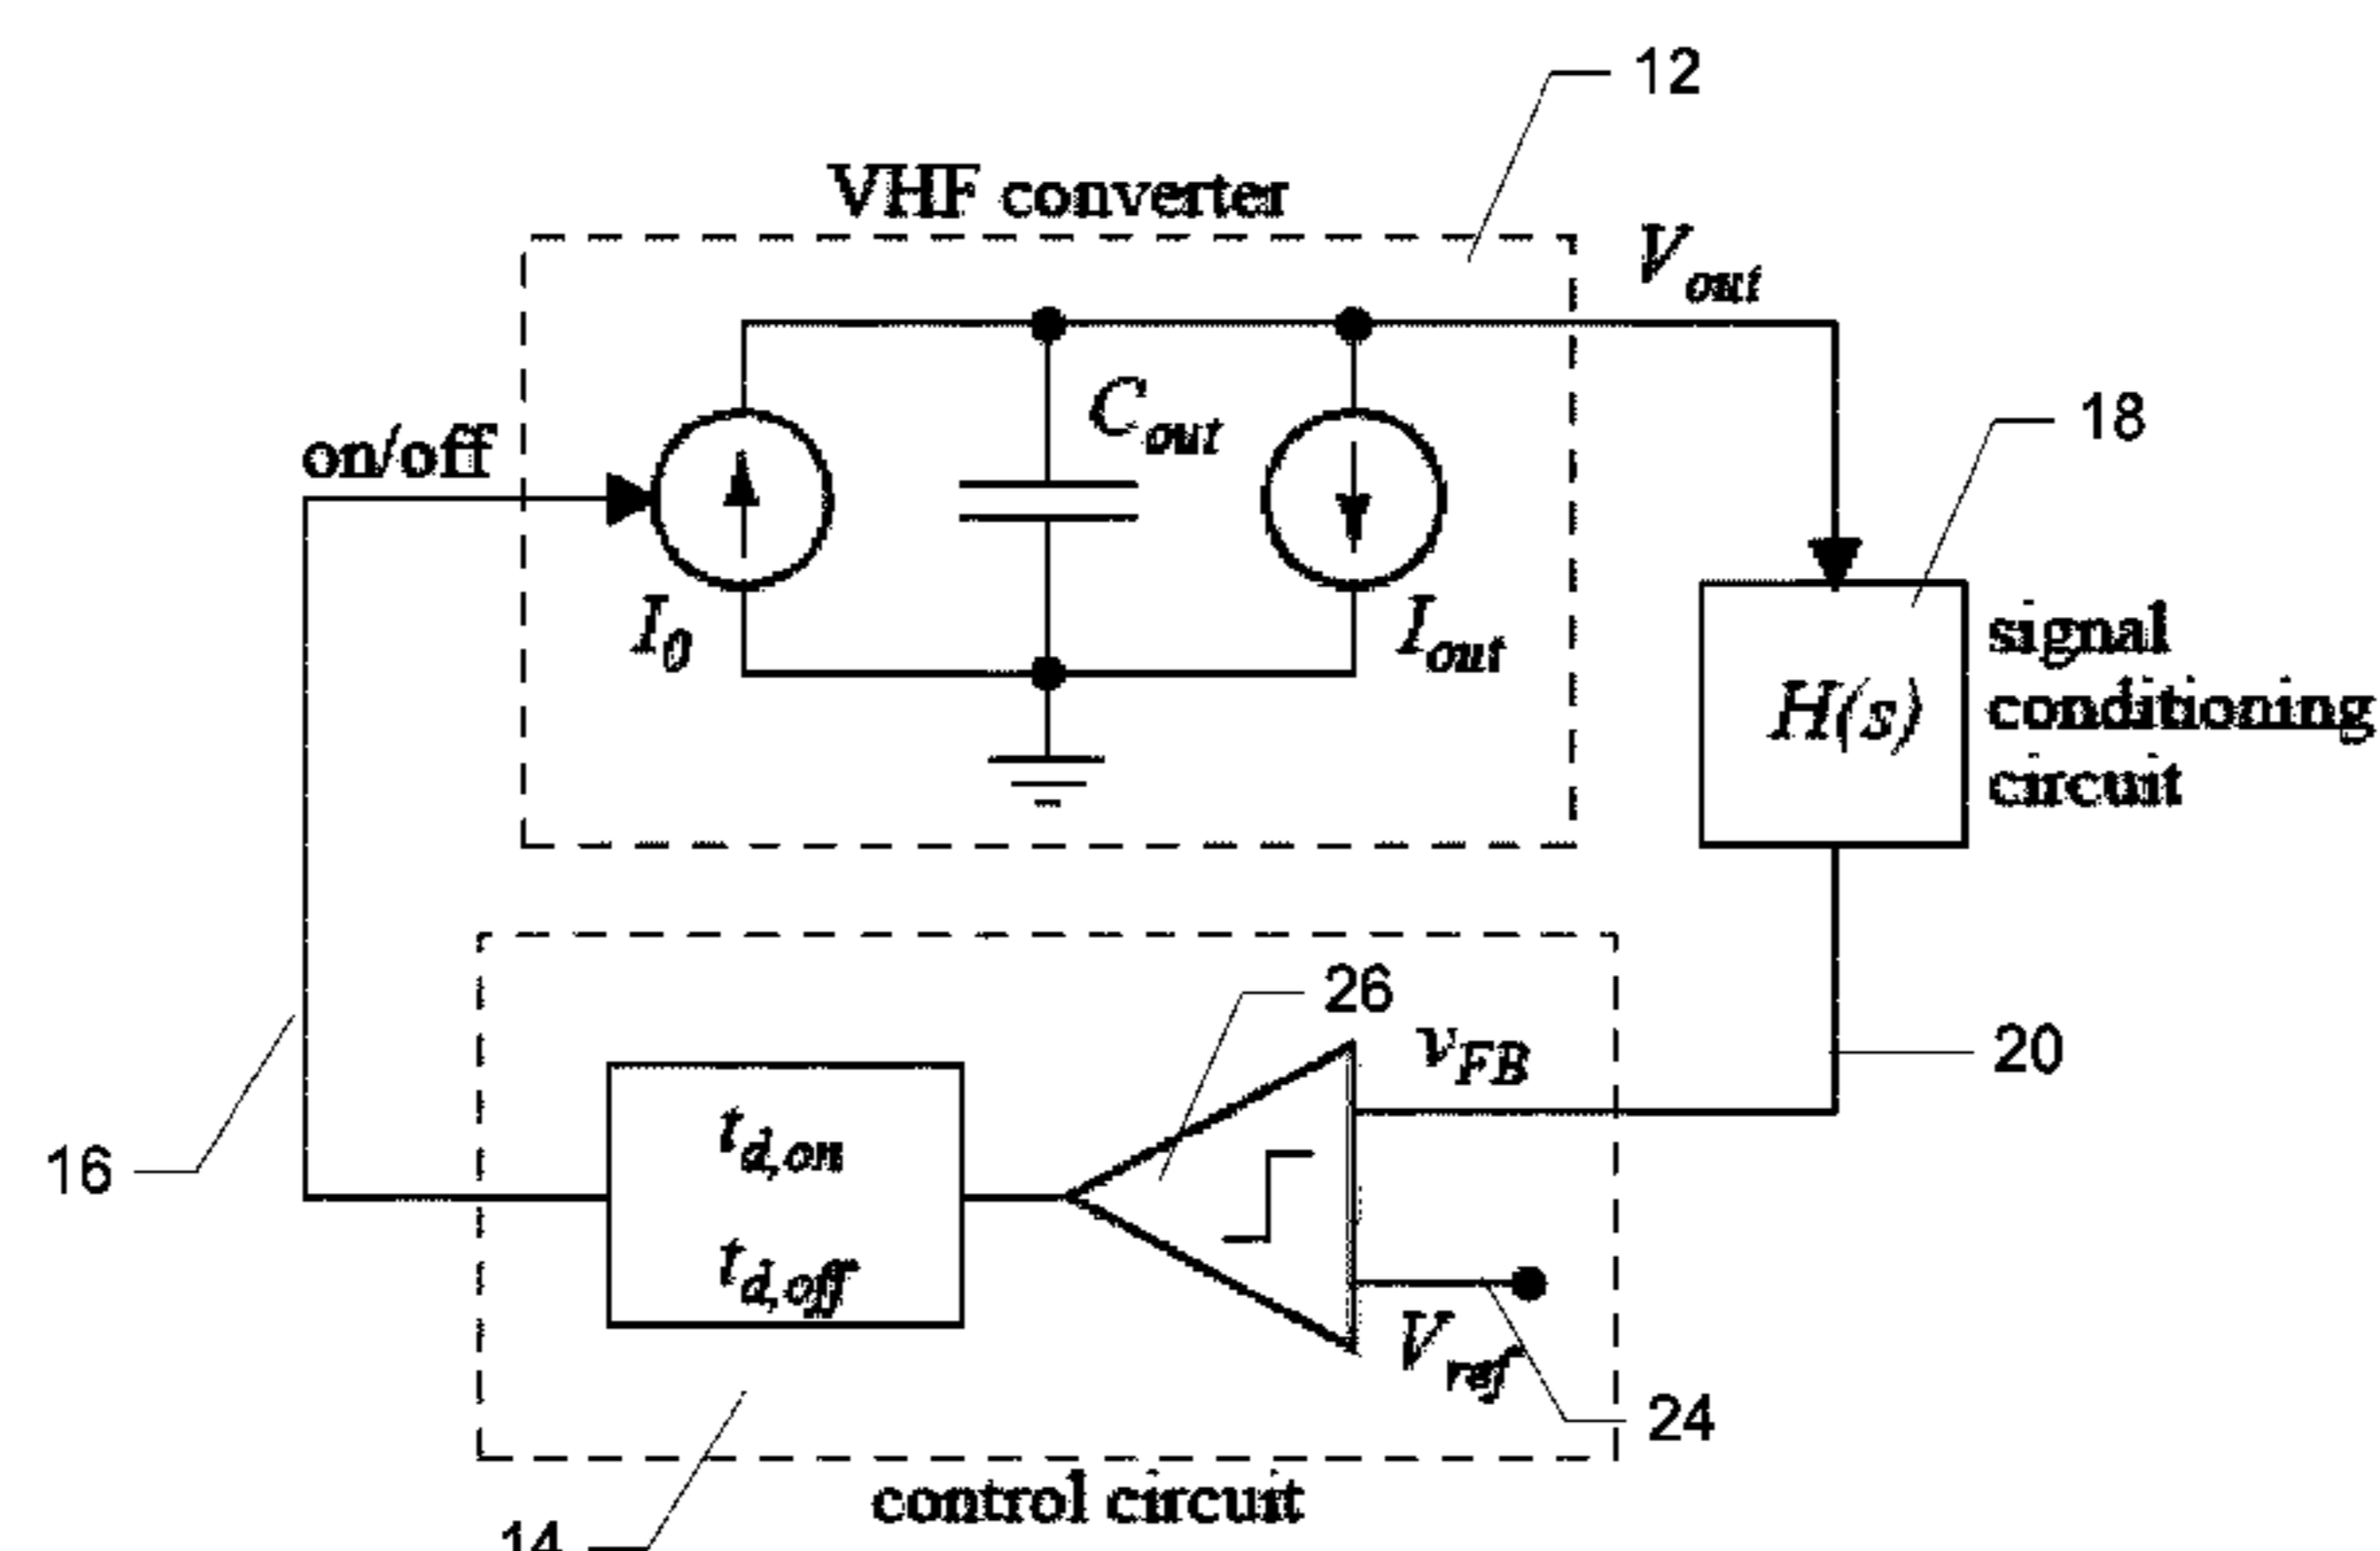 12
VHF converter
V_out
C_out
18
on/off
I_0
I_out
signal
conditioning
circuit
H(s)
26
v_FB
20
t_d,on
16
t_d,off
V_ref
24
control circuit
14